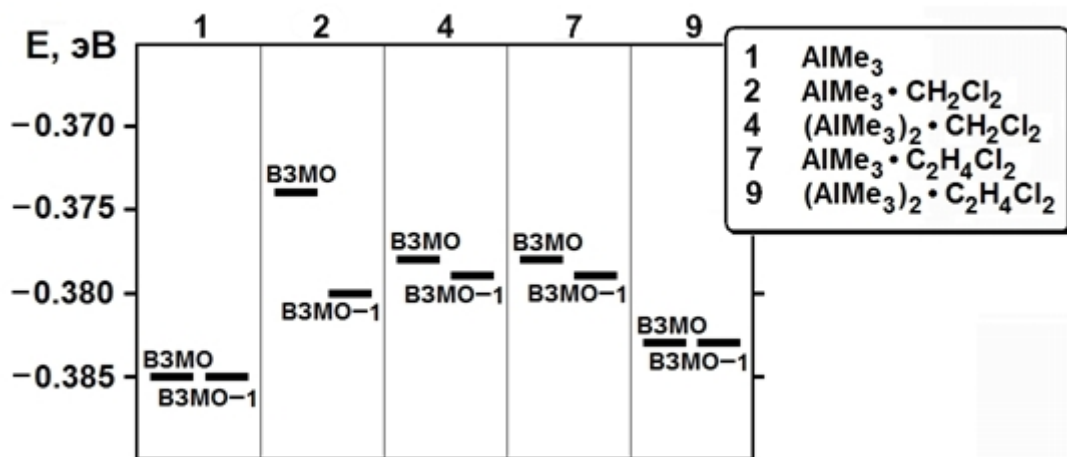 1 2 4 7 9
E, эВ
−0.370
−0.375
−0.380
−0.385
ВЗМО
ВЗМО−1
ВЗМО
ВЗМО−1
ВЗМО
ВЗМО−1
ВЗМО
ВЗМО−1
ВЗМО
ВЗМО−1
1 AlMe₃
2 AlMe₃ • CH₂Cl₂
4 (AlMe₃)₂ • CH₂Cl₂
7 AlMe₃ • C₂H₄Cl₂
9 (AlMe₃)₂ • C₂H₄Cl₂